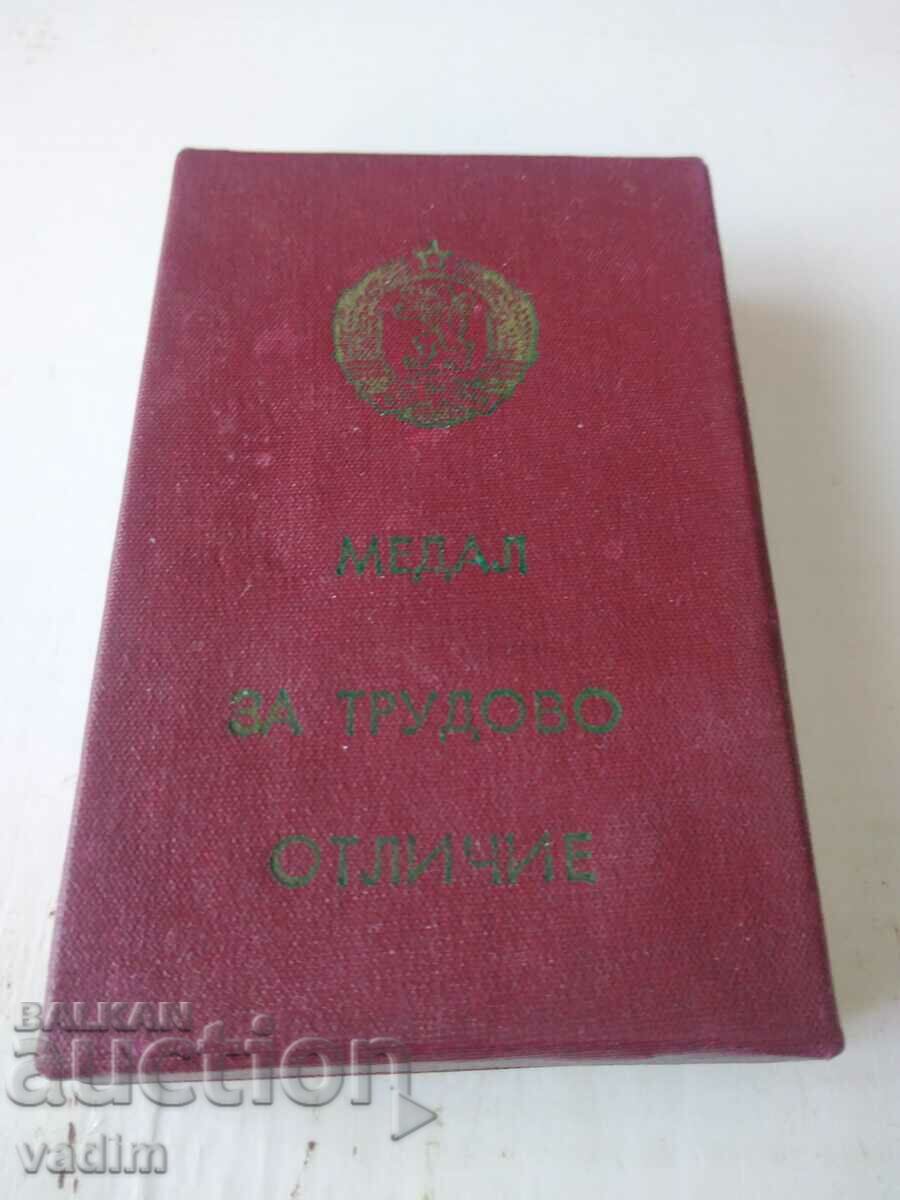 МЕДАЛ
ЗА ТРУДОВО
ОТЛИЧИЕ
BALKAN
auction
vadim